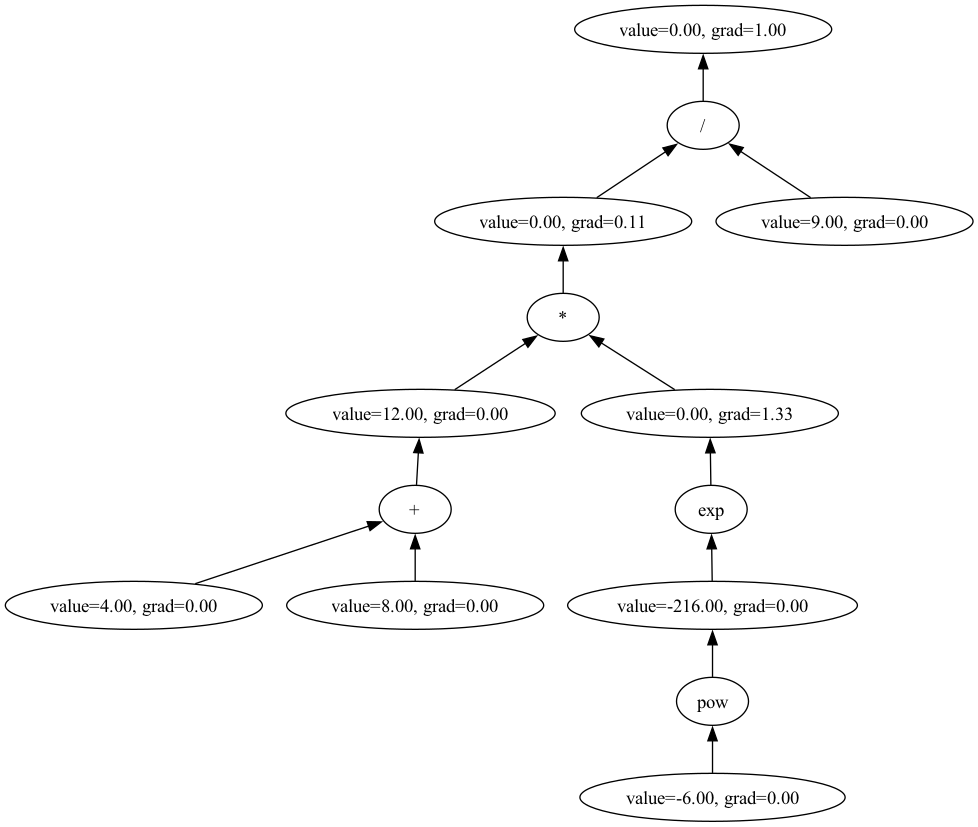 value=0.00, grad=1.00
/
value=0.00, grad=0.11
value=9.00, grad=0.00
*
value=12.00, grad=0.00
value=0.00, grad=1.33
+
exp
value=4.00, grad=0.00
value=8.00, grad=0.00
value=-216.00, grad=0.00
pow
value=-6.00, grad=0.00